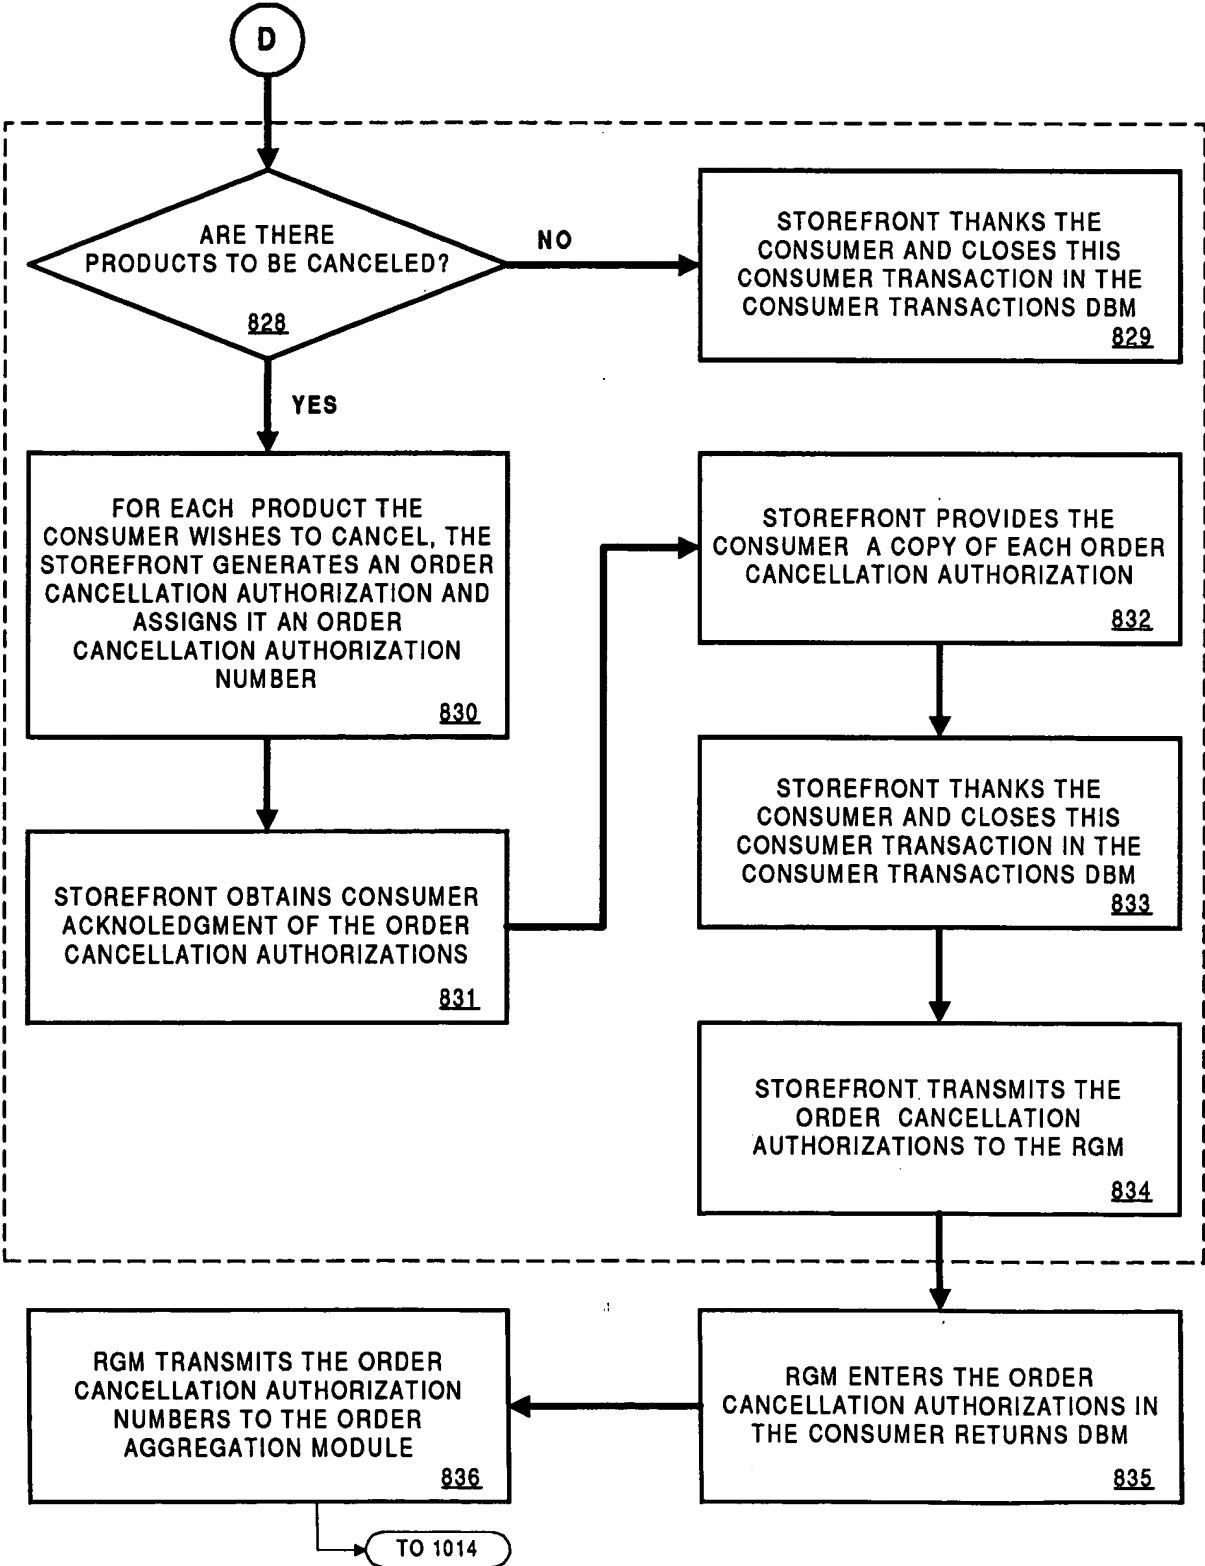 D
ARE THERE
PRODUCTS TO BE CANCELED?
828
NO
STOREFRONT THANKS THE
CONSUMER AND CLOSES THIS
CONSUMER TRANSACTION IN THE
CONSUMER TRANSACTIONS DBM
829
YES
FOR EACH PRODUCT THE
CONSUMER WISHES TO CANCEL, THE
STOREFRONT GENERATES AN ORDER
CANCELLATION AUTHORIZATION AND
ASSIGNS IT AN ORDER
CANCELLATION AUTHORIZATION
NUMBER
830
STOREFRONT OBTAINS CONSUMER
ACKNOLEDGMENT OF THE ORDER
CANCELLATION AUTHORIZATIONS
831
STOREFRONT PROVIDES THE
CONSUMER A COPY OF EACH ORDER
CANCELLATION AUTHORIZATION
832
STOREFRONT THANKS THE
CONSUMER AND CLOSES THIS
CONSUMER TRANSACTION IN THE
CONSUMER TRANSACTIONS DBM
833
STOREFRONT TRANSMITS THE
ORDER CANCELLATION
AUTHORIZATIONS TO THE RGM
834
RGM ENTERS THE ORDER
CANCELLATION AUTHORIZATIONS IN
THE CONSUMER RETURNS DBM
835
RGM TRANSMITS THE ORDER
CANCELLATION AUTHORIZATION
NUMBERS TO THE ORDER
AGGREGATION MODULE
836
TO 1014